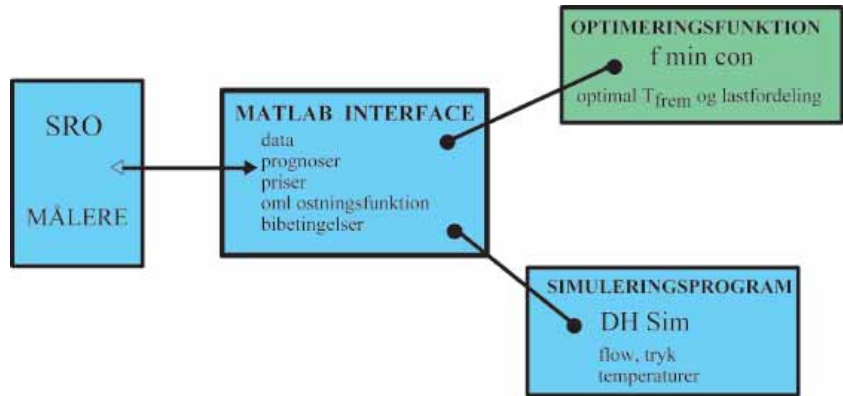 SRO
MÅLERE
MATLAB INTERFACE
data
prognoser
priser
oml ostningsfunktion
bibetingelser
OPTIMERINGSFUNKTION
f min con
optimal Tfrem og lastfordeling
SIMULERINGSPROGRAM
DH Sim
flow, tryk
temperaturer